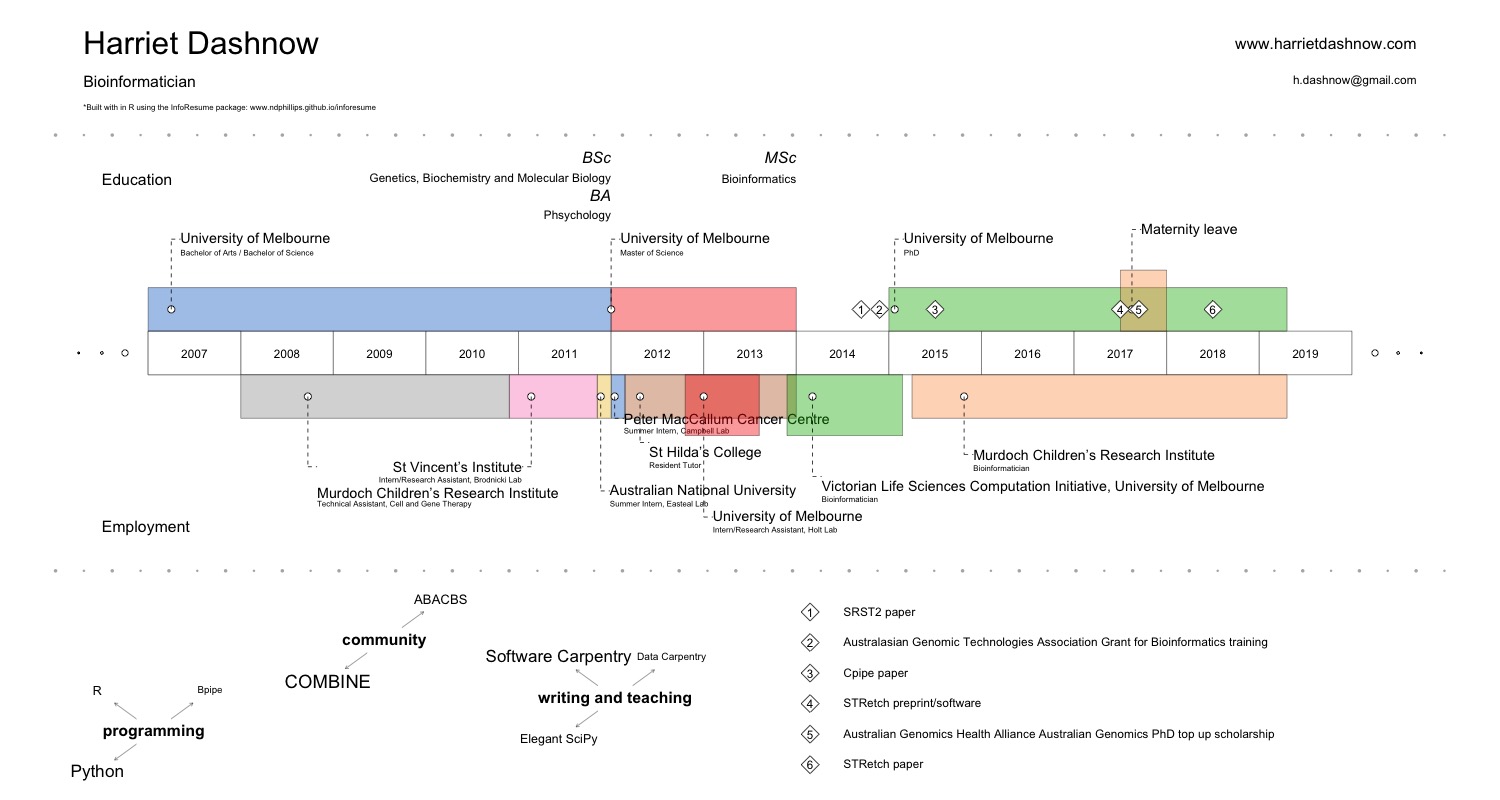 Harriet Dashnow
www.harrietdashnow.com
Bioinformatician
h.dashnow@gmail.com
*Built with in R using the InfoResume package: www.ndphillips.github.io/inforesume
Education
BSc
Genetics, Biochemistry and Molecular Biology
BA
Phsychology
MSc
Bioinformatics
University of Melbourne
Bachelor of Arts / Bachelor of Science
University of Melbourne
Master of Science
University of Melbourne
PhD
Maternity leave
1 2 3 4 5 6
2007 2008 2009 2010 2011 2012 2013 2014 2015 2016 2017 2018 2019
Peter MacCallum Cancer Centre
Summer Intern, Campbell Lab
St Hilda's College
Resident Tutor
Murdoch Children's Research Institute
Bioinformatician
St Vincent's Institute
Intern/Research Assistant, Brodnicki Lab
Murdoch Children's Research Institute
Technical Assistant, Cell and Gene Therapy
Australian National University
Summer Intern, Easteal Lab
Victorian Life Sciences Computation Initiative, University of Melbourne
Bioinformatician
University of Melbourne
Intern/Research Assistant, Holt Lab
Employment
ABACBS
community
COMBINE
Software Carpentry
Data Carpentry
writing and teaching
Elegant SciPy
R
Bpipe
programming
Python
1 SRST2 paper
2 Australasian Genomic Technologies Association Grant for Bioinformatics training
3 Cpipe paper
4 STRetch preprint/software
5 Australian Genomics Health Alliance Australian Genomics PhD top up scholarship
6 STRetch paper